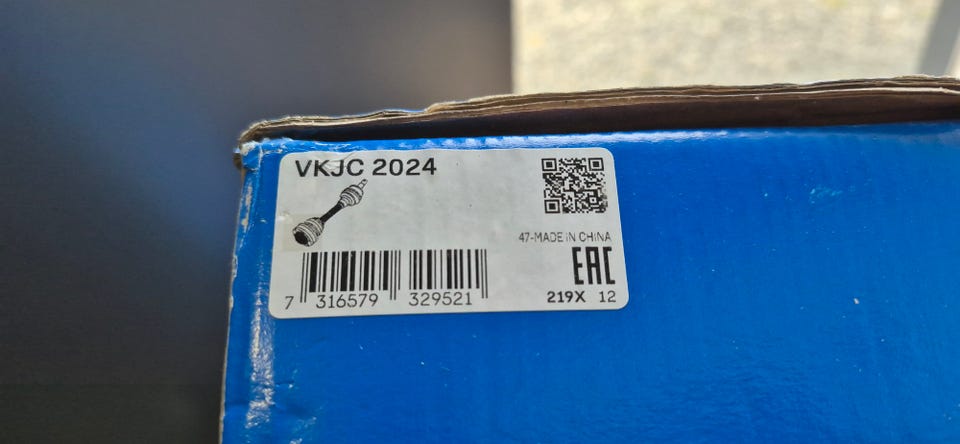 VKJC 2024
47-MADE IN CHINA
EAC
7 316579 329521
219X 12